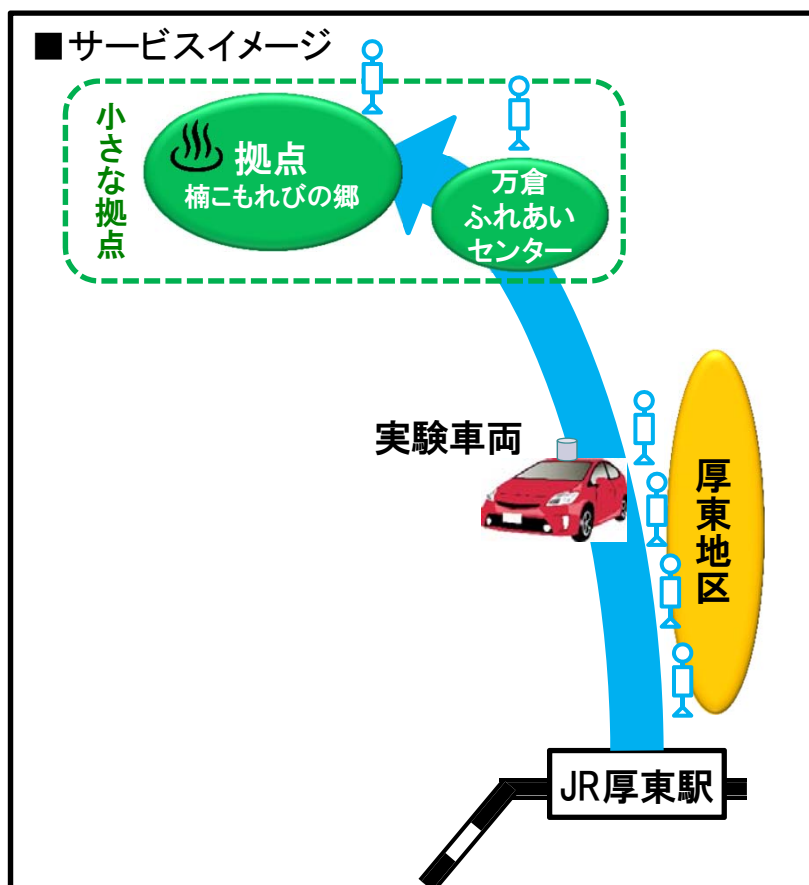 ■サービスイメージ
小さな拠点
拠点
楠こもれびの郷
万倉
ふれあい
センター
実験車両
厚東地区
JR厚東駅